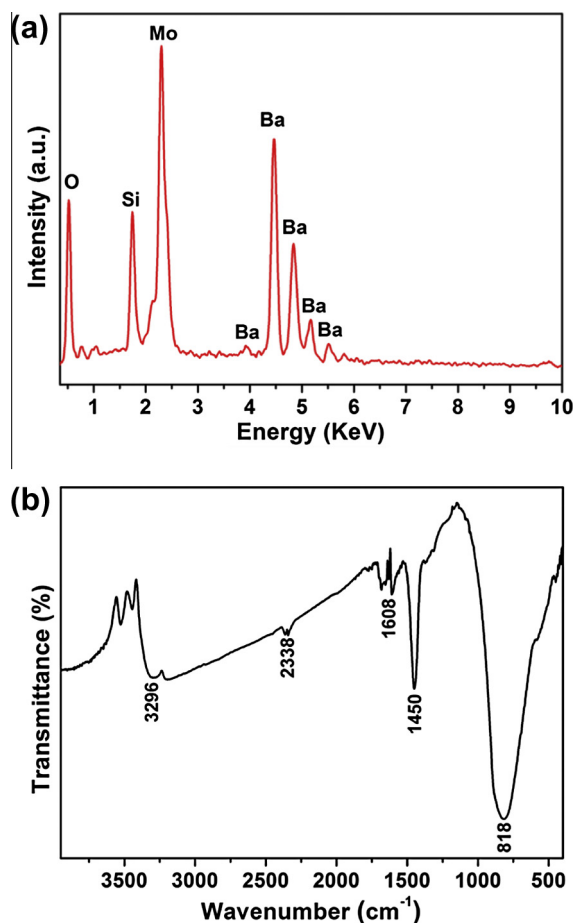 (a)
Mo
Ba
O
Si
Ba
Ba
Ba
Ba
Intensity (a.u.)
1 2 3 4 5 6 7 8 9 10
Energy (KeV)
(b)
Transmittance (%)
3296
2338
1608
1450
818
3500 3000 2500 2000 1500 1000 500
Wavenumber (cm⁻¹)